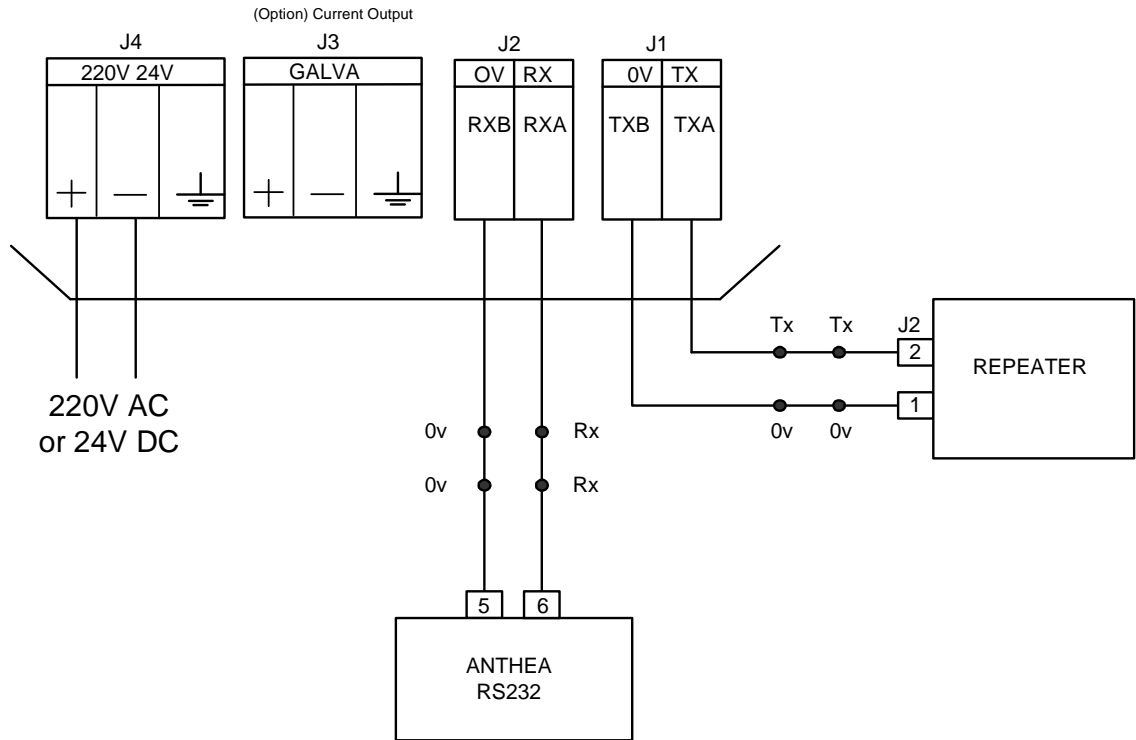 (Option) Current Output
J4
J3
J2
J1
220V 24V
GALVA
OV RX
0V TX
RXB RXA
TXB TXA
+ —
+ —
220V AC
or 24V DC
Tx Tx J2
2
REPEATER
1
0v 0v
0v Rx
0v Rx
5 6
ANTHEA
RS232